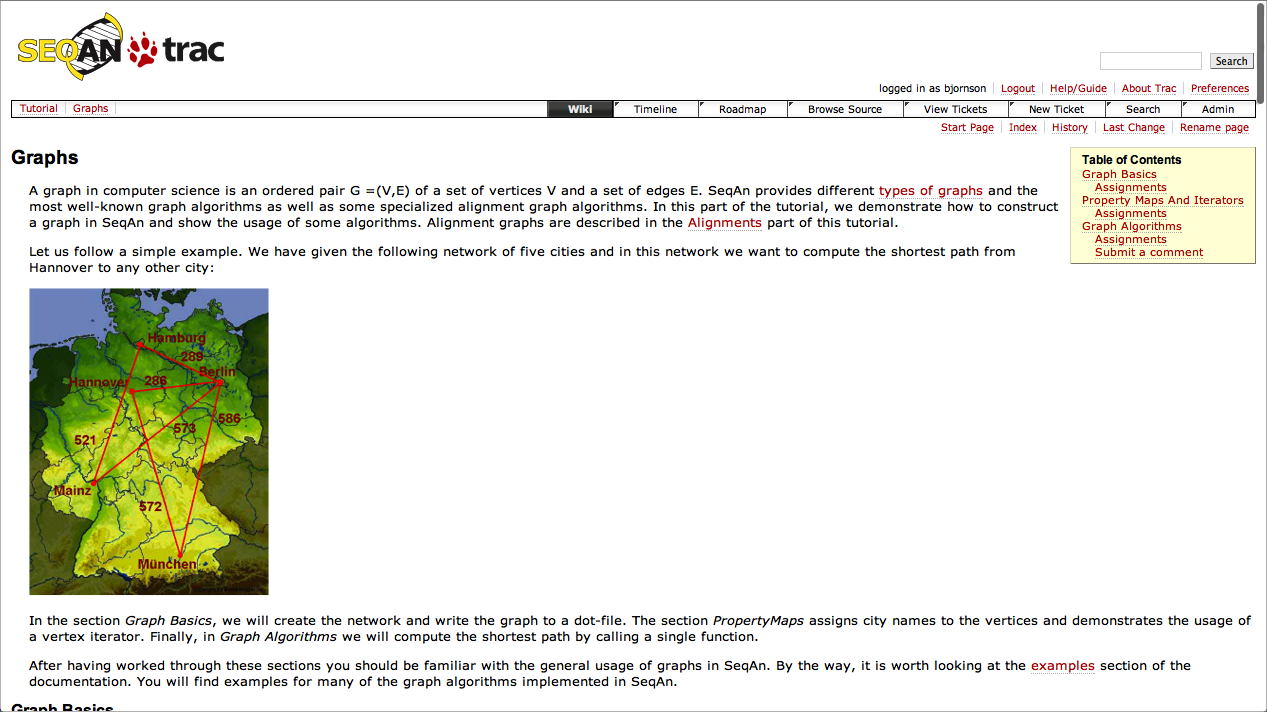 SEQAN trac
Search
logged in as bjornson Logout Help/Guide About Trac Preferences
Tutorial Graphs Wiki Timeline Roadmap Browse Source View Tickets New Ticket Search Admin
Start Page Index History Last Change Rename page
Graphs
A graph in computer science is an ordered pair G =(V,E) of a set of vertices V and a set of edges E. SeqAn provides different types of graphs and the
most well-known graph algorithms as well as some specialized alignment graph algorithms. In this part of the tutorial, we demonstrate how to construct
a graph in SeqAn and show the usage of some algorithms. Alignment graphs are described in the Alignments part of this tutorial.
Let us follow a simple example. We have given the following network of five cities and in this network we want to compute the shortest path from
Hannover to any other city:
Table of Contents
Graph Basics
Assignments
Property Maps And Iterators
Assignments
Graph Algorithms
Assignments
Submit a comment
Hamburg
289
Berlin
Hannover 286
586
573
521
Mainz
572
München
In the section Graph Basics, we will create the network and write the graph to a dot-file. The section PropertyMaps assigns city names to the vertices and demonstrates the usage of
a vertex iterator. Finally, in Graph Algorithms we will compute the shortest path by calling a single function.
After having worked through these sections you should be familiar with the general usage of graphs in SeqAn. By the way, it is worth looking at the examples section of the
documentation. You will find examples for many of the graph algorithms implemented in SeqAn.
Graph Basics